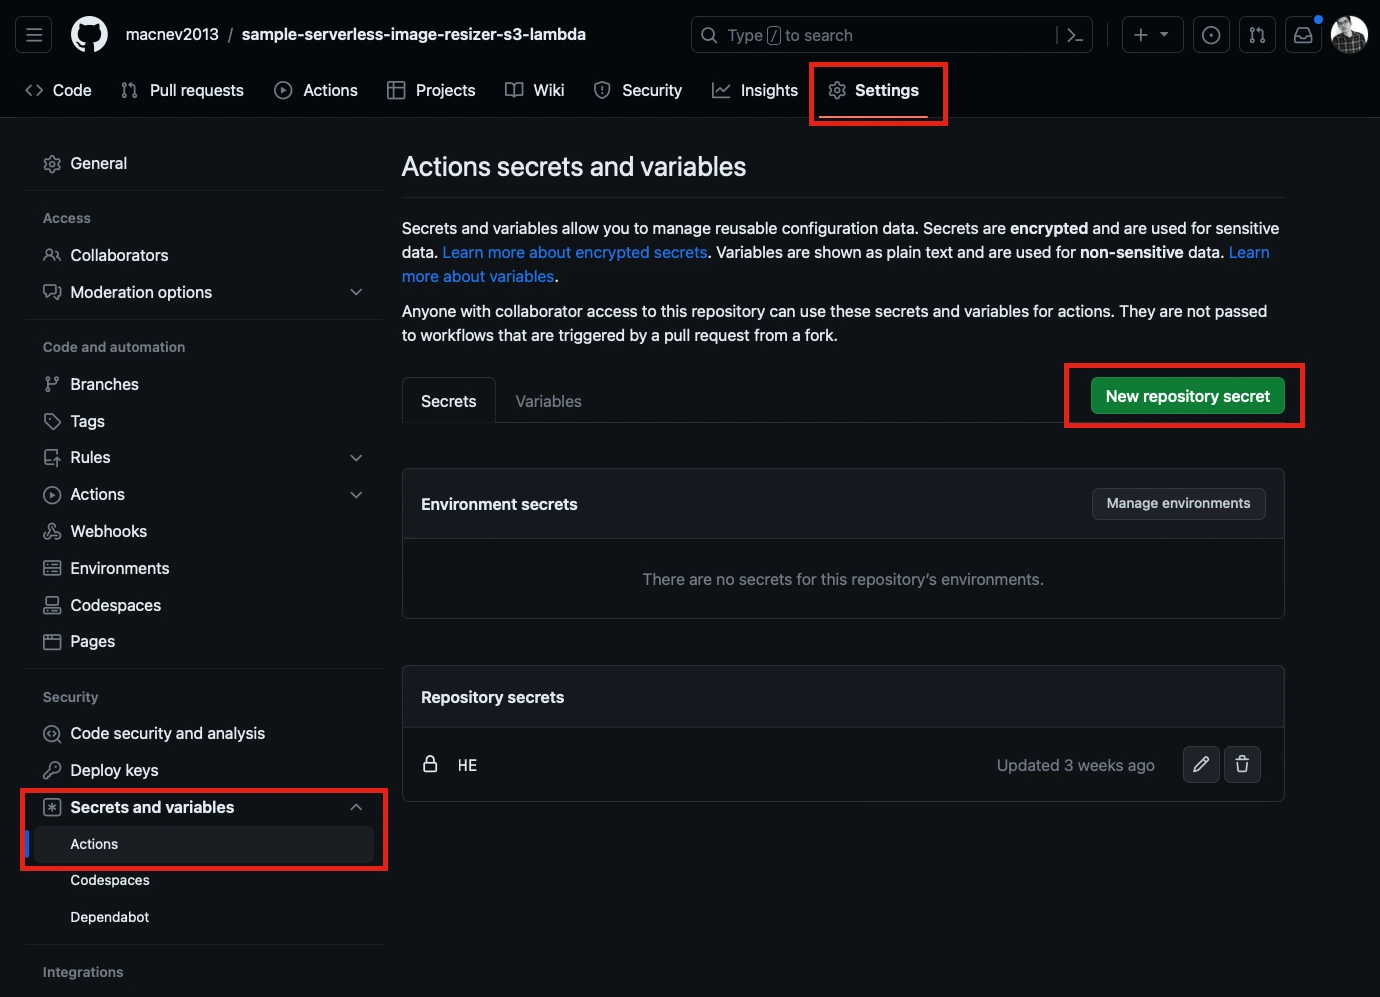 macnev2013 / sample-serverless-image-resizer-s3-lambda
Type / to search
Code
Pull requests
Actions
Projects
Wiki
Security
Insights
Settings
General
Access
Collaborators
Moderation options
Code and automation
Branches
Tags
Rules
Actions
Webhooks
Environments
Codespaces
Pages
Security
Code security and analysis
Deploy keys
Secrets and variables
Actions
Codespaces
Dependabot
Integrations
Actions secrets and variables
Secrets and variables allow you to manage reusable configuration data. Secrets are encrypted and are used for sensitive
data. Learn more about encrypted secrets. Variables are shown as plain text and are used for non-sensitive data. Learn
more about variables.
Anyone with collaborator access to this repository can use these secrets and variables for actions. They are not passed
to workflows that are triggered by a pull request from a fork.
Secrets
Variables
New repository secret
Environment secrets
Manage environments
There are no secrets for this repository’s environments.
Repository secrets
HE
Updated 3 weeks ago